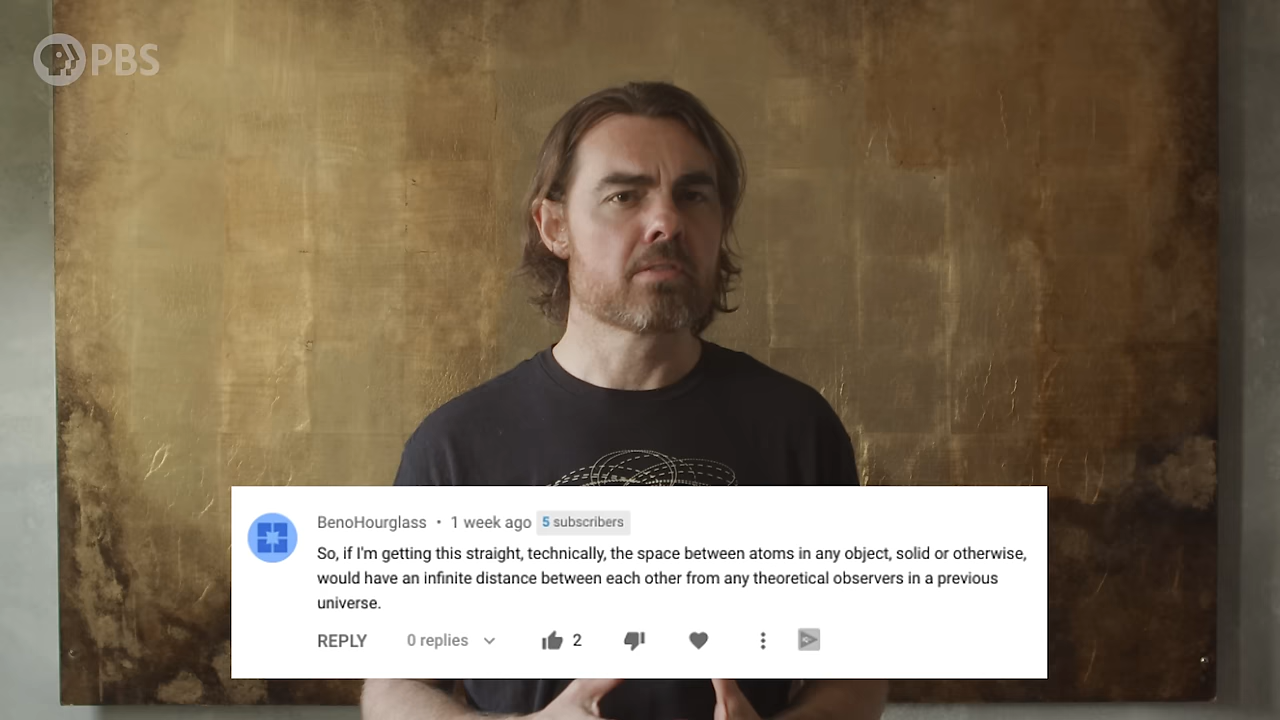 PBS
BenoHourglass • 1 week ago 5 subscribers
So, if I'm getting this straight, technically, the space between atoms in any object, solid or otherwise,
would have an infinite distance between each other from any theoretical observers in a previous
universe.
REPLY 0 replies 2